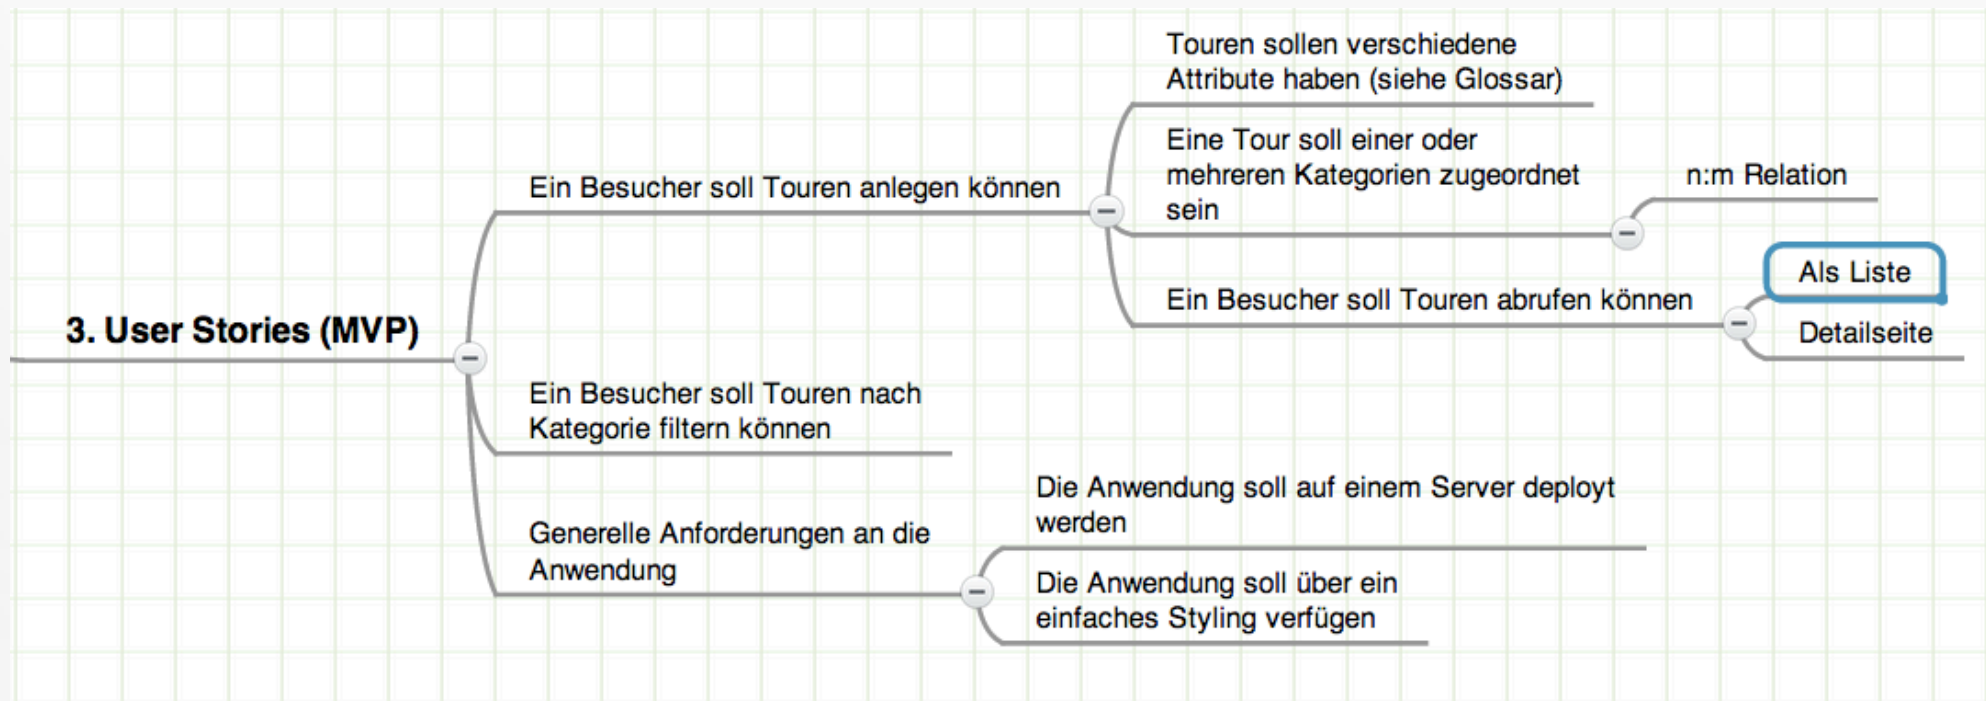 3. User Stories (MVP)
Ein Besucher soll Touren anlegen können
Touren sollen verschiedene
Attribute haben (siehe Glossar)
Eine Tour soll einer oder
mehreren Kategorien zugeordnet
sein
n:m Relation
Ein Besucher soll Touren abrufen können
Als Liste
Detailseite
Ein Besucher soll Touren nach
Kategorie filtern können
Generelle Anforderungen an die
Anwendung
Die Anwendung soll auf einem Server deployt
werden
Die Anwendung soll über ein
einfaches Styling verfügen